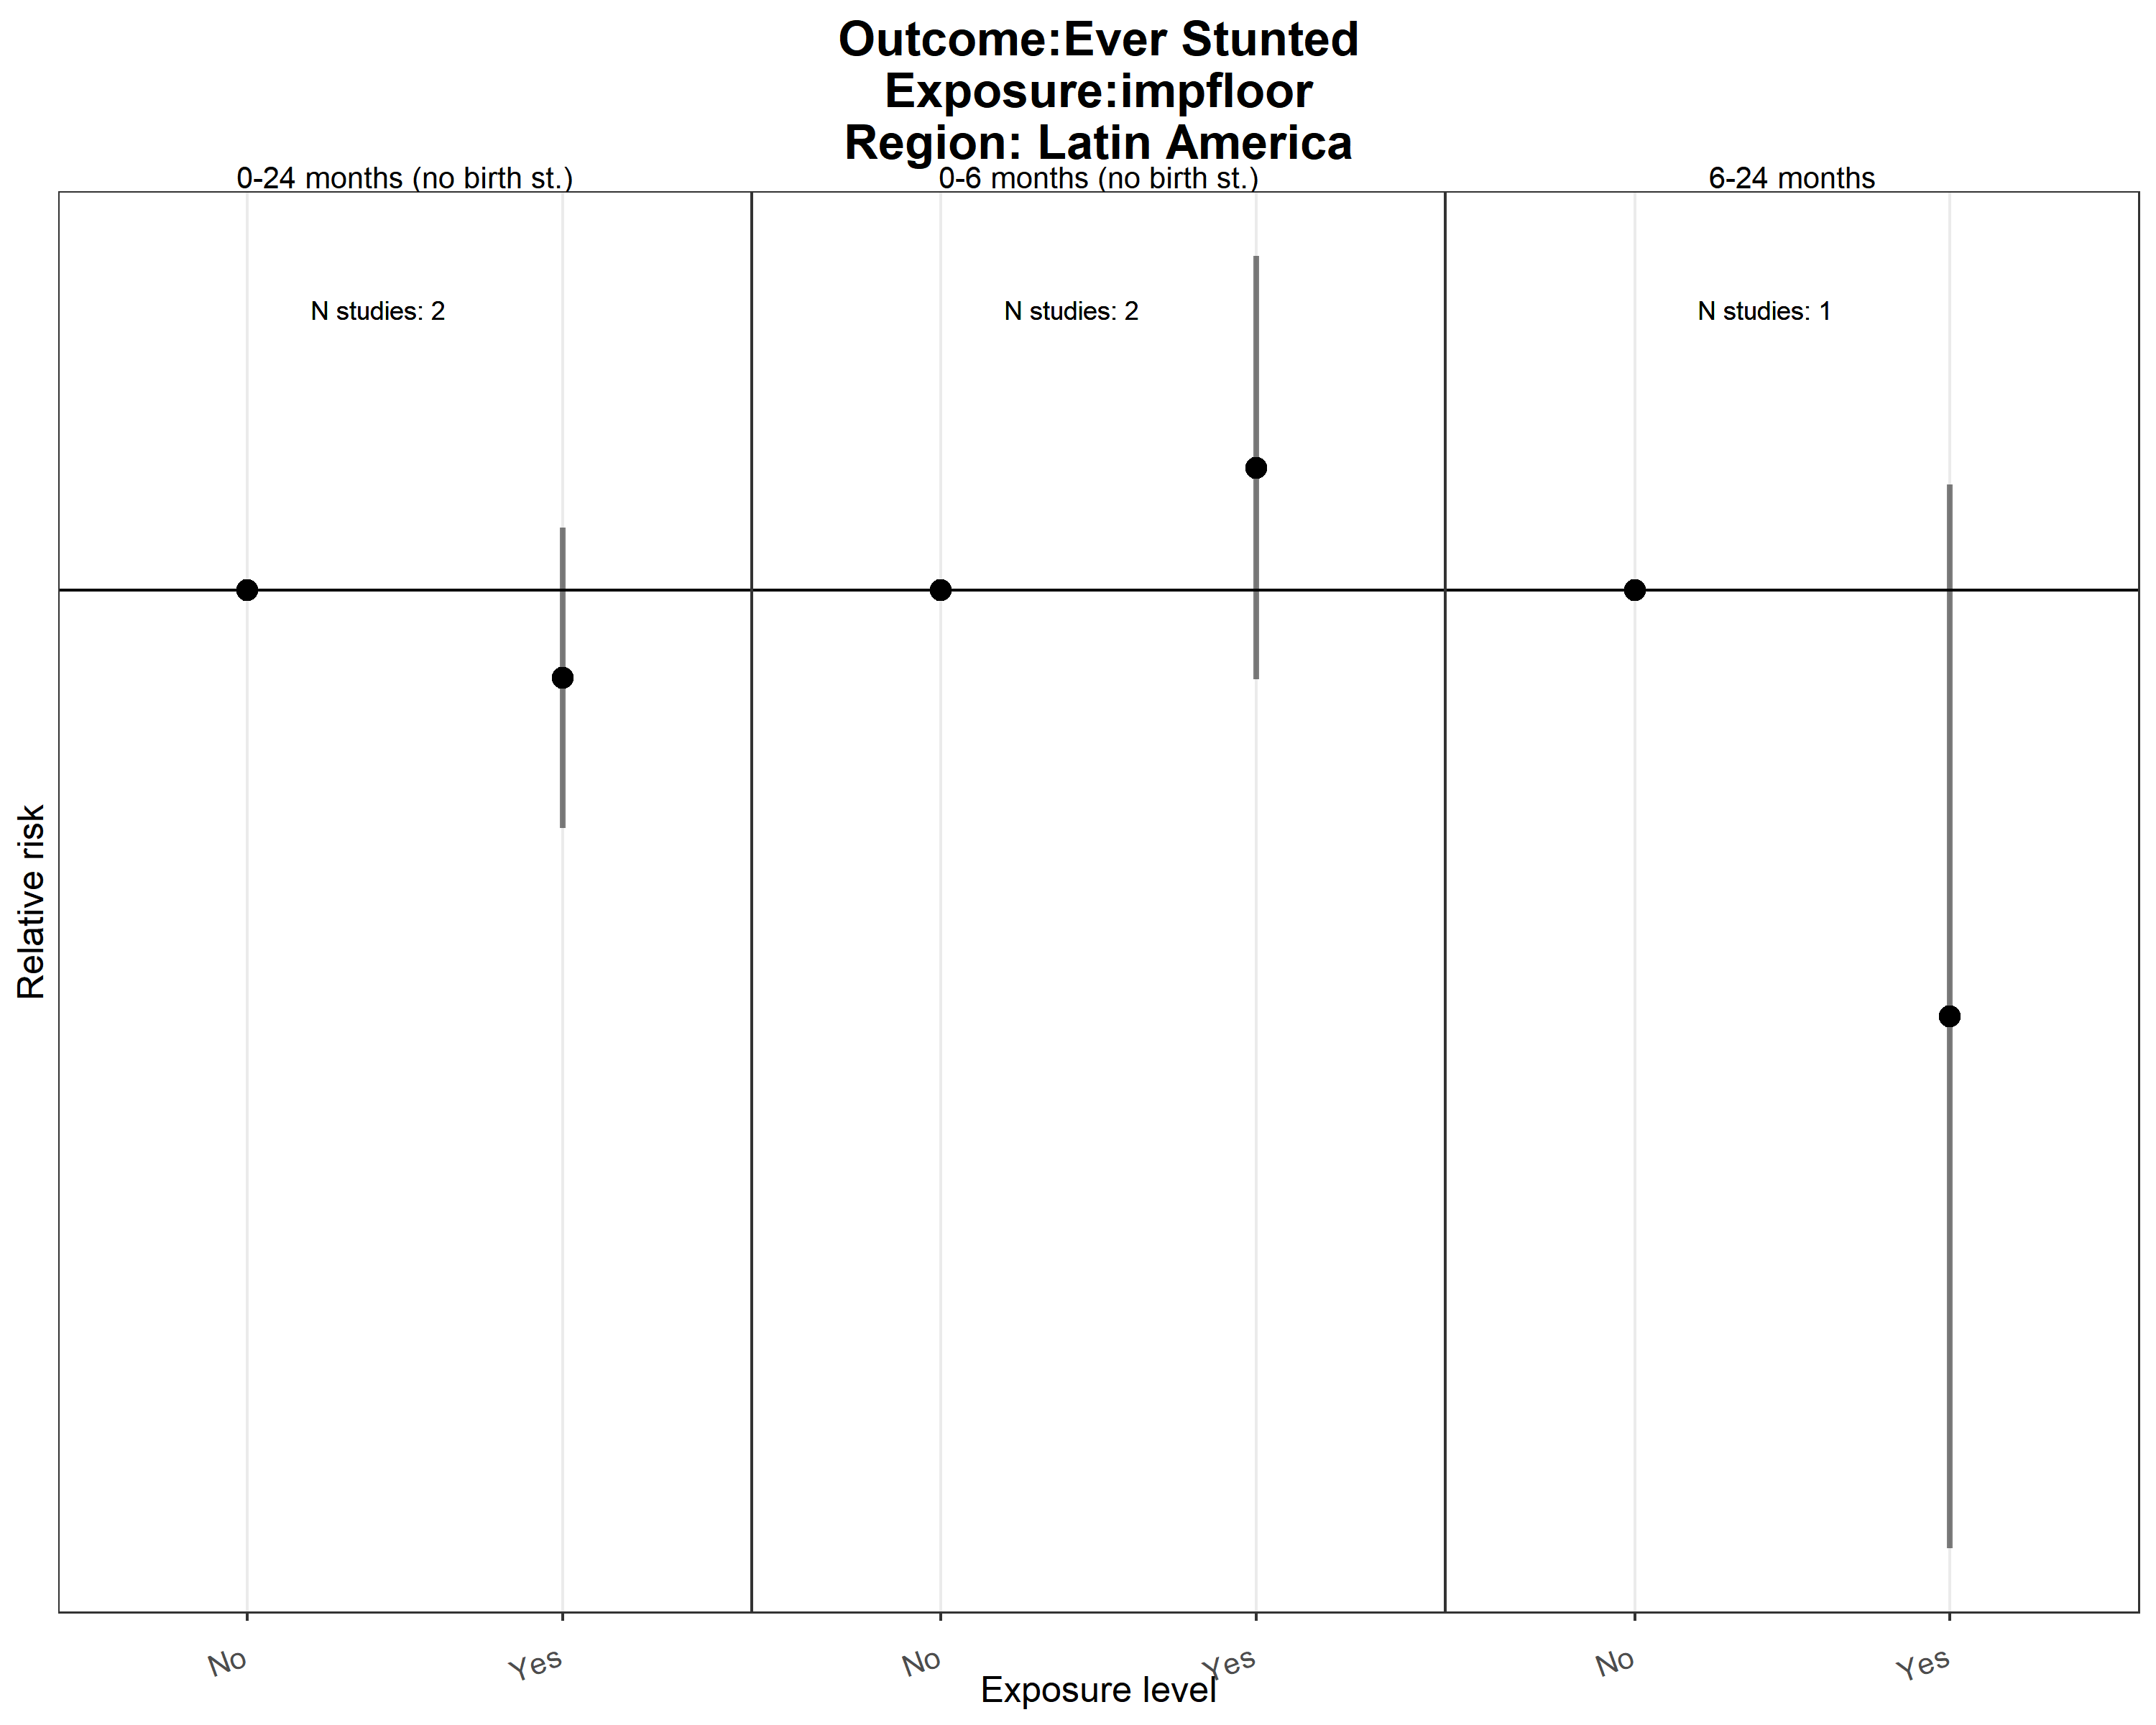 Outcome:Ever Stunted
Exposure:impfloor
Region: Latin America
0-24 months (no birth st.)
0-6 months (no birth st.)
6-24 months
N studies: 2
N studies: 2
N studies: 1
Relative risk
No
Yes
No
Yes
No
Yes
Exposure level